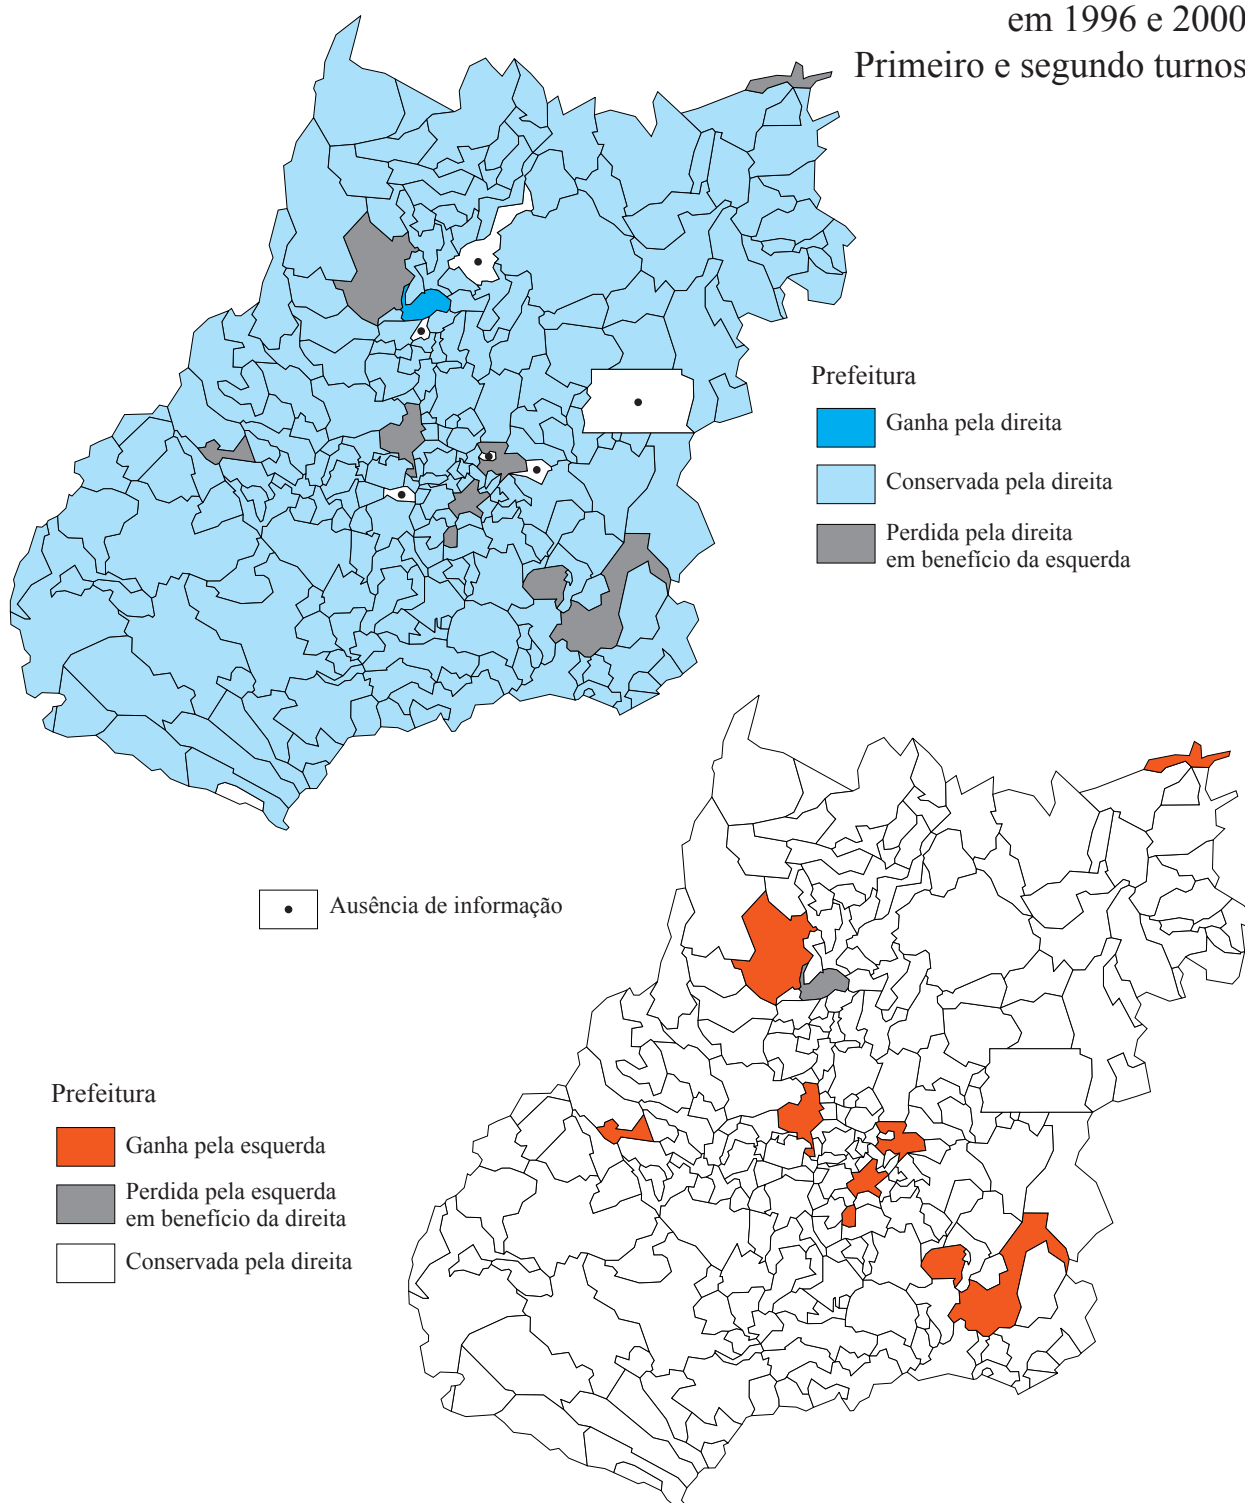 em 1996 e 2000
Primeiro e segundo turnos
Prefeitura
Ganha pela direita
Conservada pela direita
Perdida pela direita
em benefício da esquerda
Ausência de informação
Prefeitura
Ganha pela esquerda
Perdida pela esquerda
em benefício da direita
Conservada pela direita